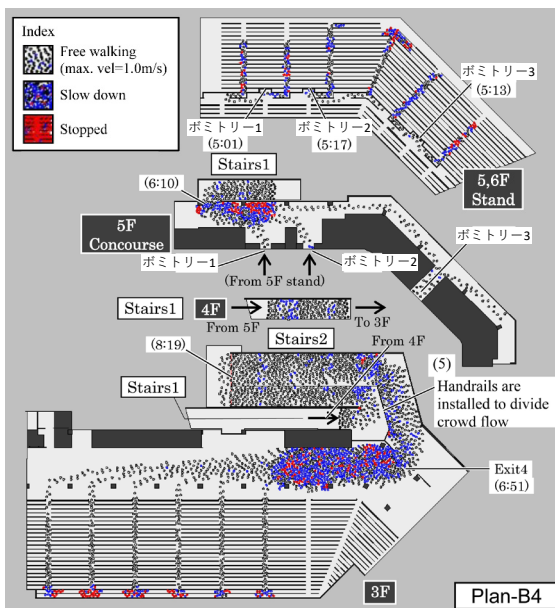 Index
Free walking
(max. vel=1.0m/s)
Slow down
Stopped
ボミトリー3
(5:13)
ボミトリー1
(5:01)
ボミトリー2
(5:17)
Stairs1
(6:10)
5,6F
Stand
5F
Concourse
ボミトリー3
ボミトリー1
ボミトリー2
(From 5F stand)
Stairs1
4F
From 5F
To 3F
Stairs2
From 4F
(8:19)
(5)
Stairs1
Handrails are
installed to divide
crowd flow
Exit4
(6:51)
3F
Plan-B4